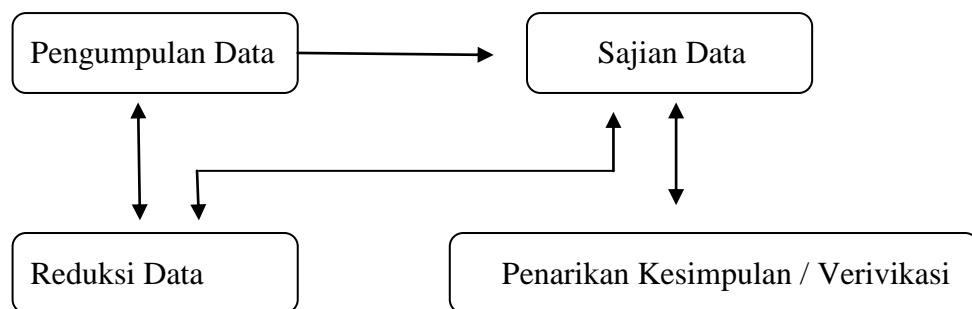 Pengumpulan Data
Sajian Data
Reduksi Data
Penarikan Kesimpulan / Verivikasi